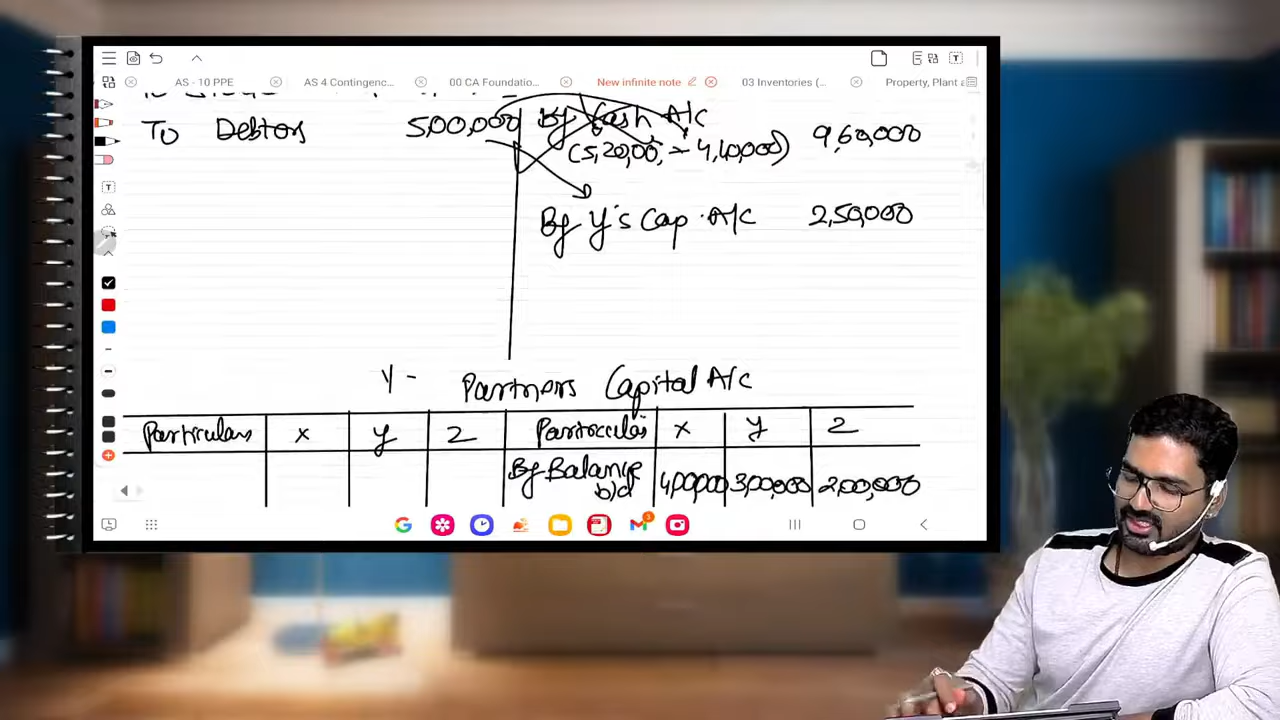 AS - 10 PPE
AS 4 Contingenc...
00 CA Foundatio...
New infinite note
03 Inventories (...
Property, Plant a
To Debtors 5,00,000
By Cash A/c
(5,20,00, - 4,40,000) 9,60,000
By Y's Cap. A/c 2,50,000
Y -
Partners Capital A/c
Particulars X Y Z Particulars X Y Z
By Balance b/d 4,00,000 3,00,000 2,00,000